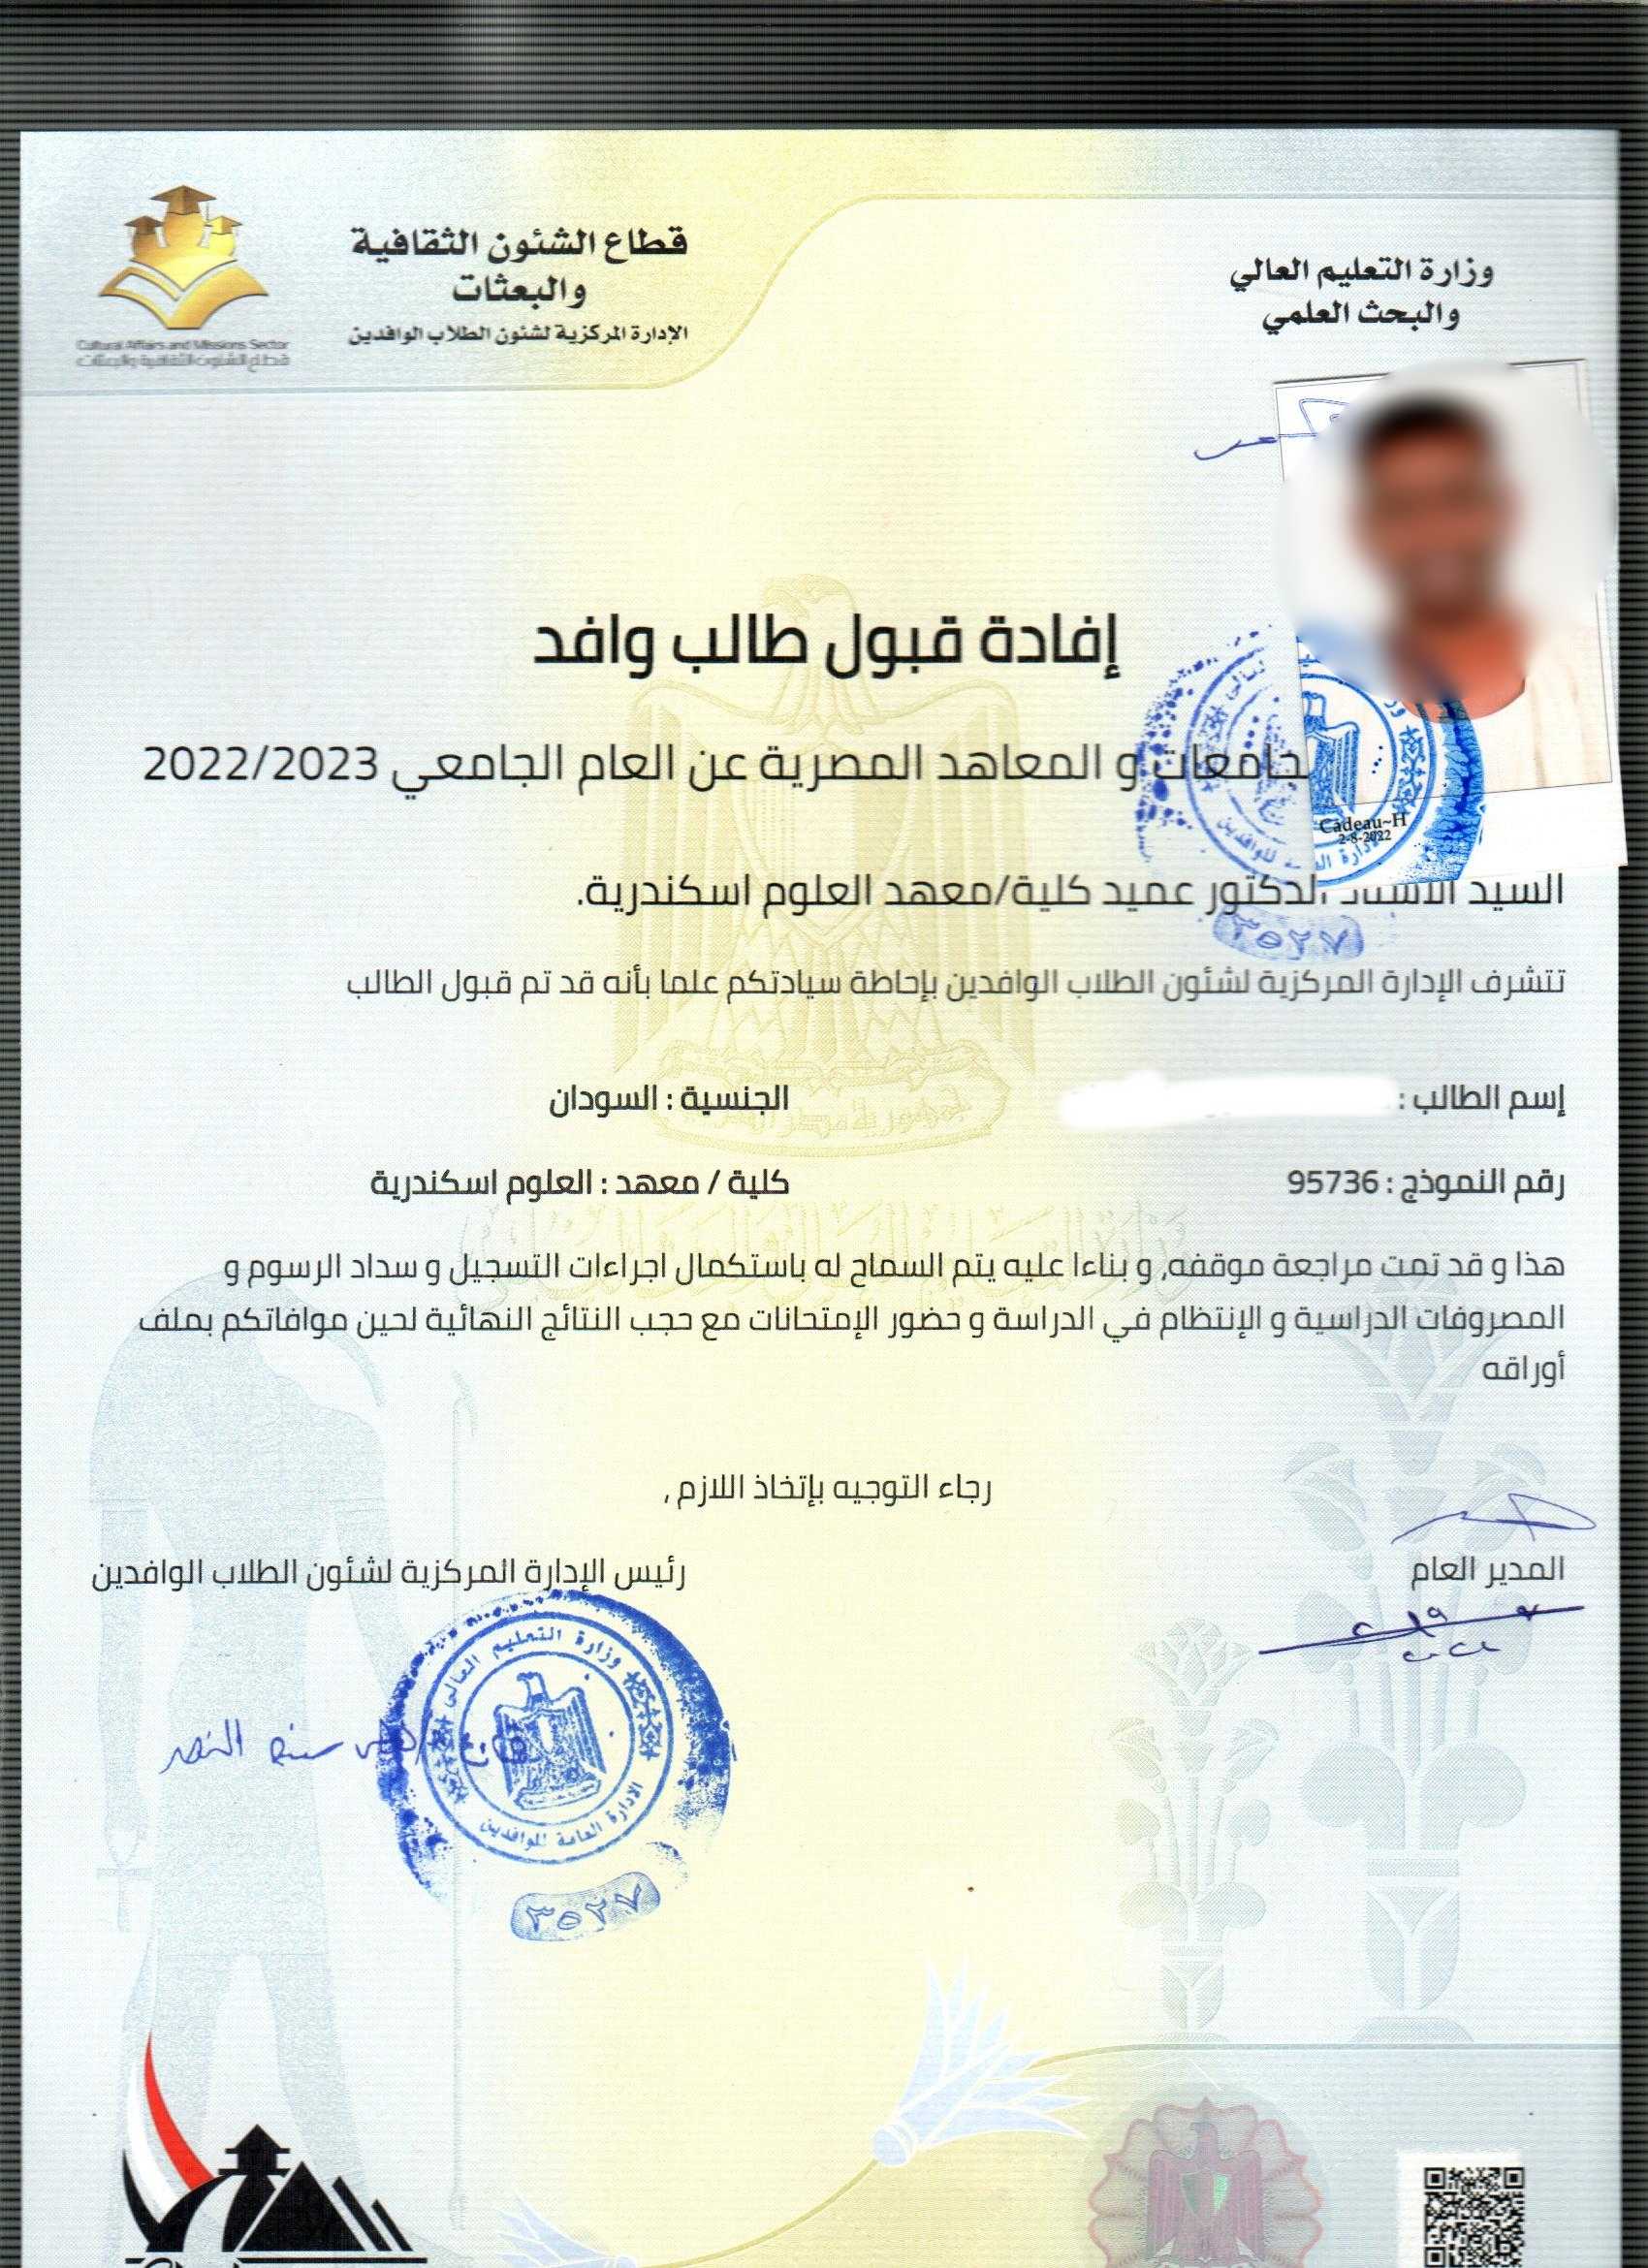 وزارة التعليم العالي
والبحث العلمي
قطاع الشئون الثقافية
والبعثات
الإدارة المركزية لشئون الطلاب الوافدين
Cultural Affairs and Missions Sector
قطاع الشئون الثقافية والبعثات
إفادة قبول طالب وافد
لجامعات و المعاهد المصرية عن العام الجامعي 2022/2023
Cadeau~H
2-8-2022
السيد الاستاذ الدكتور عميد كلية/معهد العلوم اسكندرية.
٣٥٢٧
تتشرف الإدارة المركزية لشئون الطلاب الوافدين بإحاطة سيادتكم علما بأنه قد تم قبول الطالب
إسم الطالب :
الجنسية : السودان
رقم النموذج : 95736
كلية / معهد : العلوم اسكندرية
هذا و قد تمت مراجعة موقفه, و بناءا عليه يتم السماح له باستكمال اجراءات التسجيل و سداد الرسوم و
المصروفات الدراسية و الإنتظام في الدراسة و حضور الإمتحانات مع حجب النتائج النهائية لحين موافاتكم بملف
أوراقه
رجاء التوجيه بإتخاذ اللازم ,
المدير العام
رئيس الإدارة المركزية لشئون الطلاب الوافدين
وزارة التعليم العالى
الادارة العامة للوافدين
٣٥٢٧